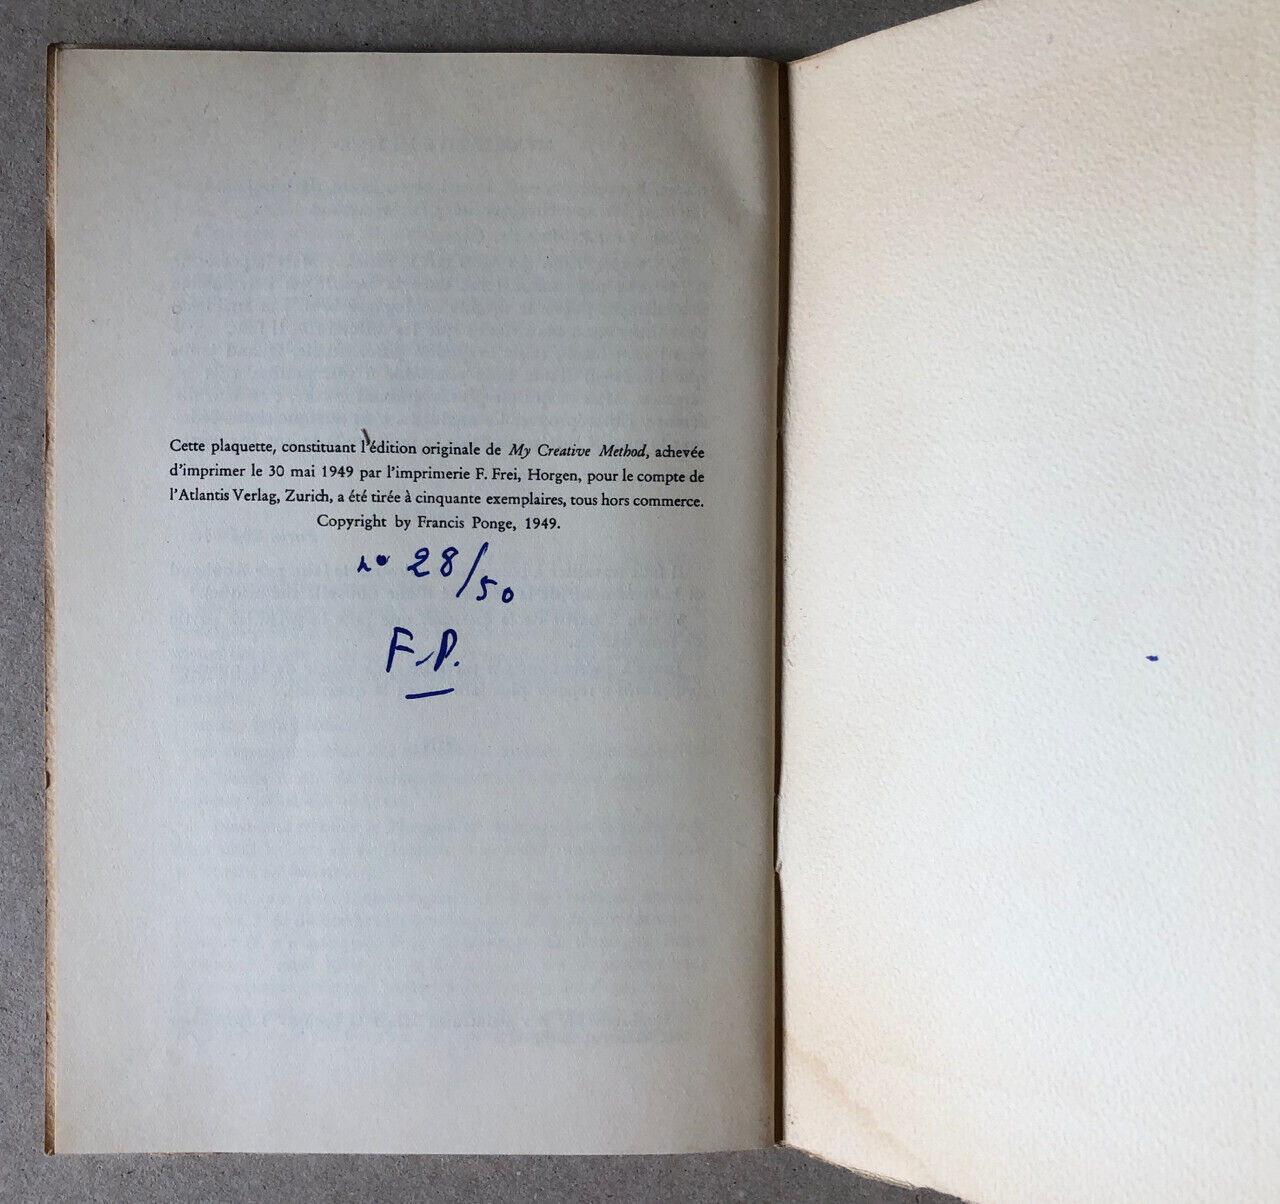 Cette plaquette, constituant l'édition originale de My Creative Method, achevée
d'imprimer le 30 mai 1949 par l'imprimerie F. Frei, Horgen, pour le compte de
l'Atlantis Verlag, Zurich, a été tirée à cinquante exemplaires, tous hors commerce.
Copyright by Francis Ponge, 1949.
n° 28/50
F.P.